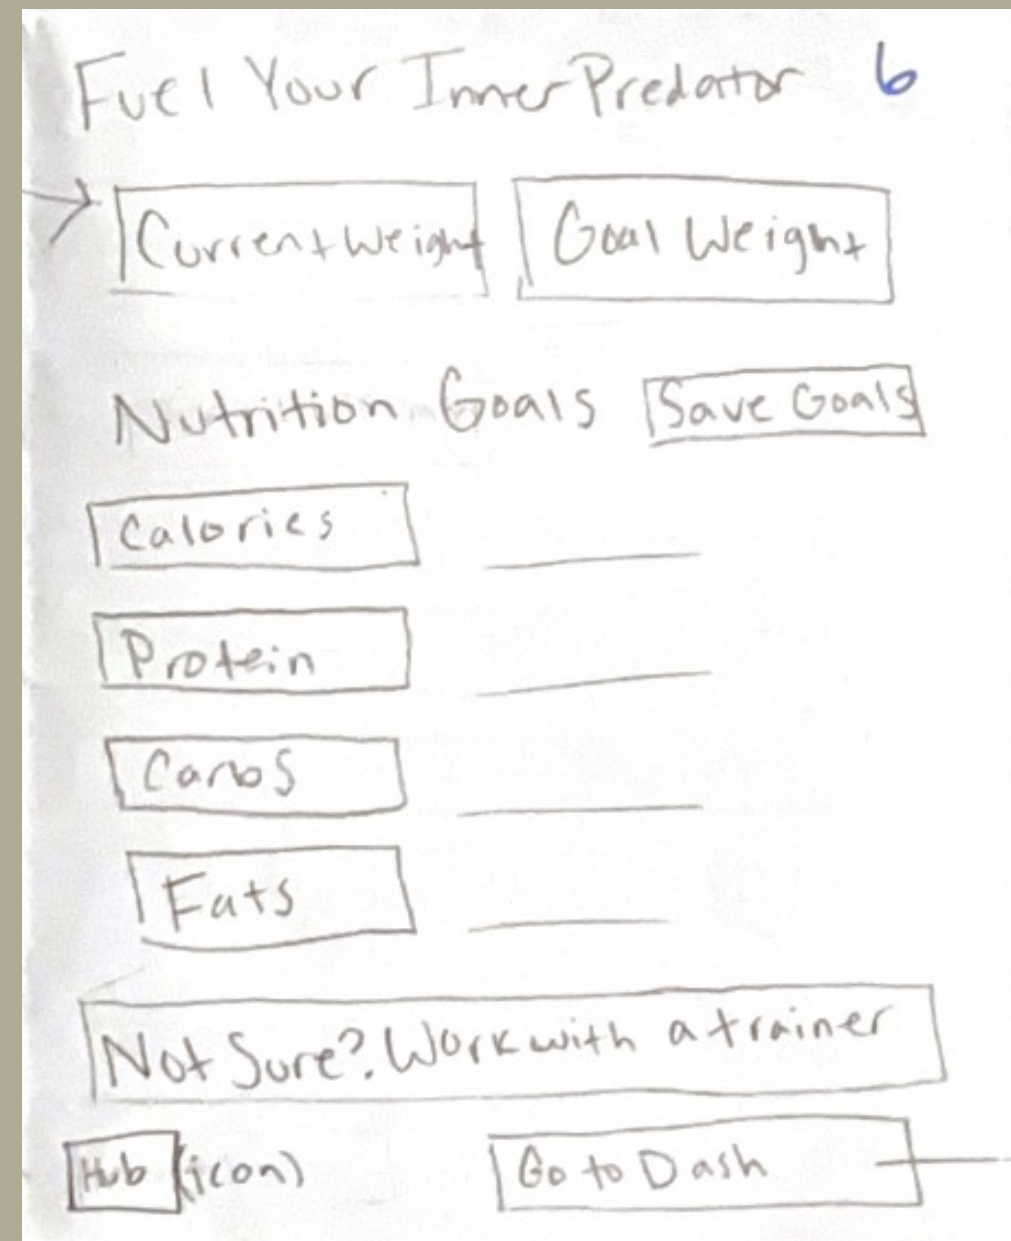 Fuel Your Inner Predator 6
Current Weight Goal Weight
Nutrition Goals Save Goals
Calories
Protein
Carbs
Fats
Not Sure? Work with a trainer
Hub (icon) Go to Dash